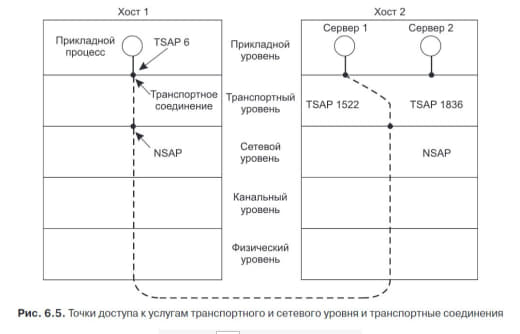 Хост 1
Хост 2
Прикладной
процесс
TSAP 6
Прикладной
уровень
Сервер 1
Сервер 2
Транспортное
соединение
Транспортный
уровень
TSAP 1522
TSAP 1836
NSAP
Сетевой
уровень
NSAP
Канальный
уровень
Физический
уровень
Рис. 6.5. Точки доступа к услугам транспортного и сетевого уровня и транспортные соединения